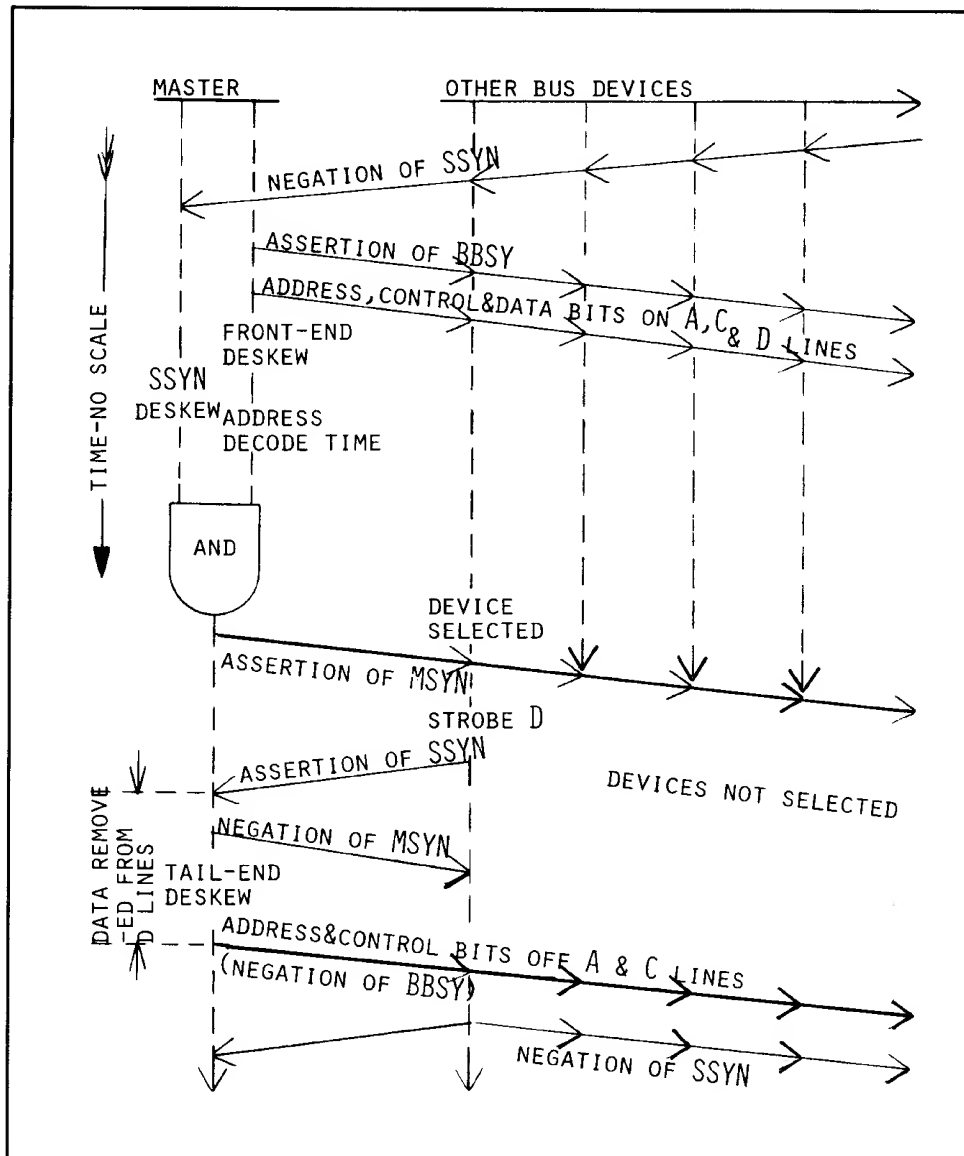 MASTER
OTHER BUS DEVICES
NEGATION OF SSYN
ASSERTION OF BBSY
ADDRESS,CONTROL&DATA BITS ON A,C & D LINES
FRONT-END
DESKEW
SSYN
DESKEW
ADDRESS
DECODE TIME
TIME-NO SCALE
AND
DEVICE
SELECTED
ASSERTION OF MSYN
STROBE D
ASSERTION OF SSYN
DEVICES NOT SELECTED
NEGATION OF MSYN
DATA REMOVE
-ED FROM
D LINES
TAIL-END
DESKEW
ADDRESS&CONTROL BITS OFF A & C LINES
(NEGATION OF BBSY)
NEGATION OF SSYN